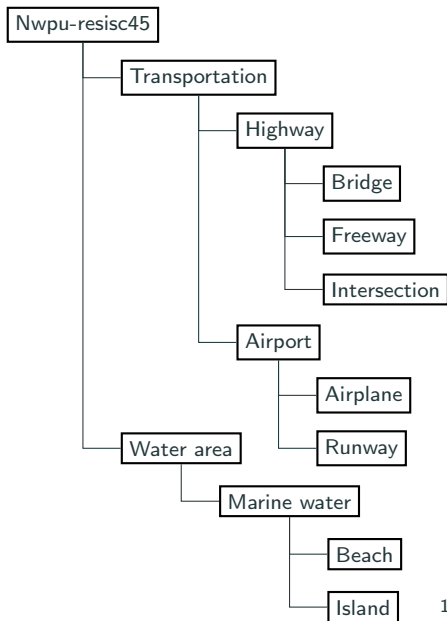 Nwpu-resisc45
Transportation
Highway
Bridge
Freeway
Intersection
Airport
Airplane
Runway
Water area
Marine water
Beach
Island
1